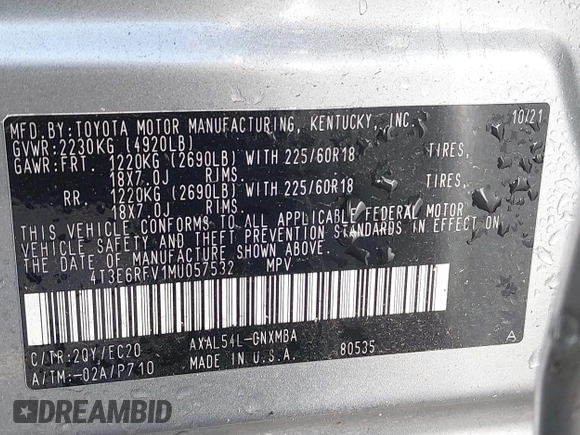 MFD.BY:TOYOTA MOTOR MANUFACTURING, KENTUCKY, INC. 10/21
GVWR:2230KG (4920LB)
GAWR:FRT. 1220KG (2690LB) WITH 225/60R18 TIRES,
18X7.0J RIMS.
RR. 1220KG (2690LB) WITH 225/60R18 TIRES,
18X7.0J RIMS.
THIS VEHICLE CONFORMS TO ALL APPLICABLE FEDERAL MOTOR
VEHICLE SAFETY AND THEFT PREVENTION STANDARDS IN EFFECT ON
THE DATE OF MANUFACTURE SHOWN ABOVE.
4T3E6RFV1MU057532 MPV
C/TR:2QY/EC20 AXAL54L-GNXMBA A
A/TM:-02A/P710 MADE IN U.S.A. 80535
DREAMBID